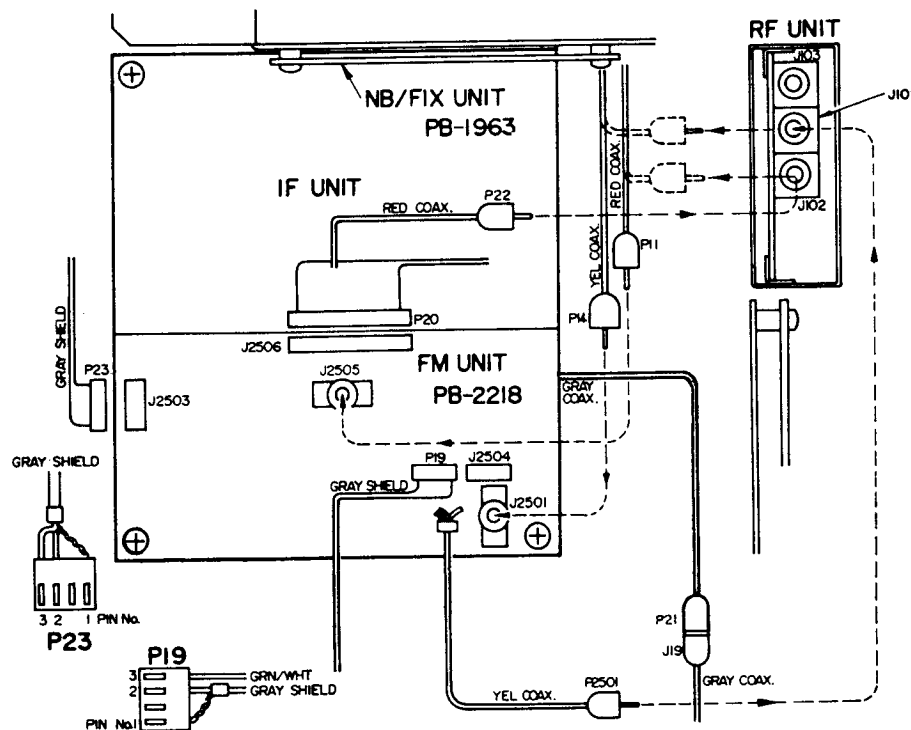 RF UNIT
J103
J10
J102
NB/FIX UNIT
PB-1963
IF UNIT
RED COAX.
P22
RED COAX.
YEL COAX.
P11
P14
P20
J2506
FM UNIT
PB-2218
GRAY SHIELD
P23
J2503
J2505
GRAY
COAX.
P19
J2504
GRAY SHIELD
J2501
GRAY SHIELD
3 2 1 PIN No.
P23
P21
J19
P19
3
GRN/WHT
2
GRAY SHIELD
PIN No.1
YEL COAX.
P2501
GRAY COAX.